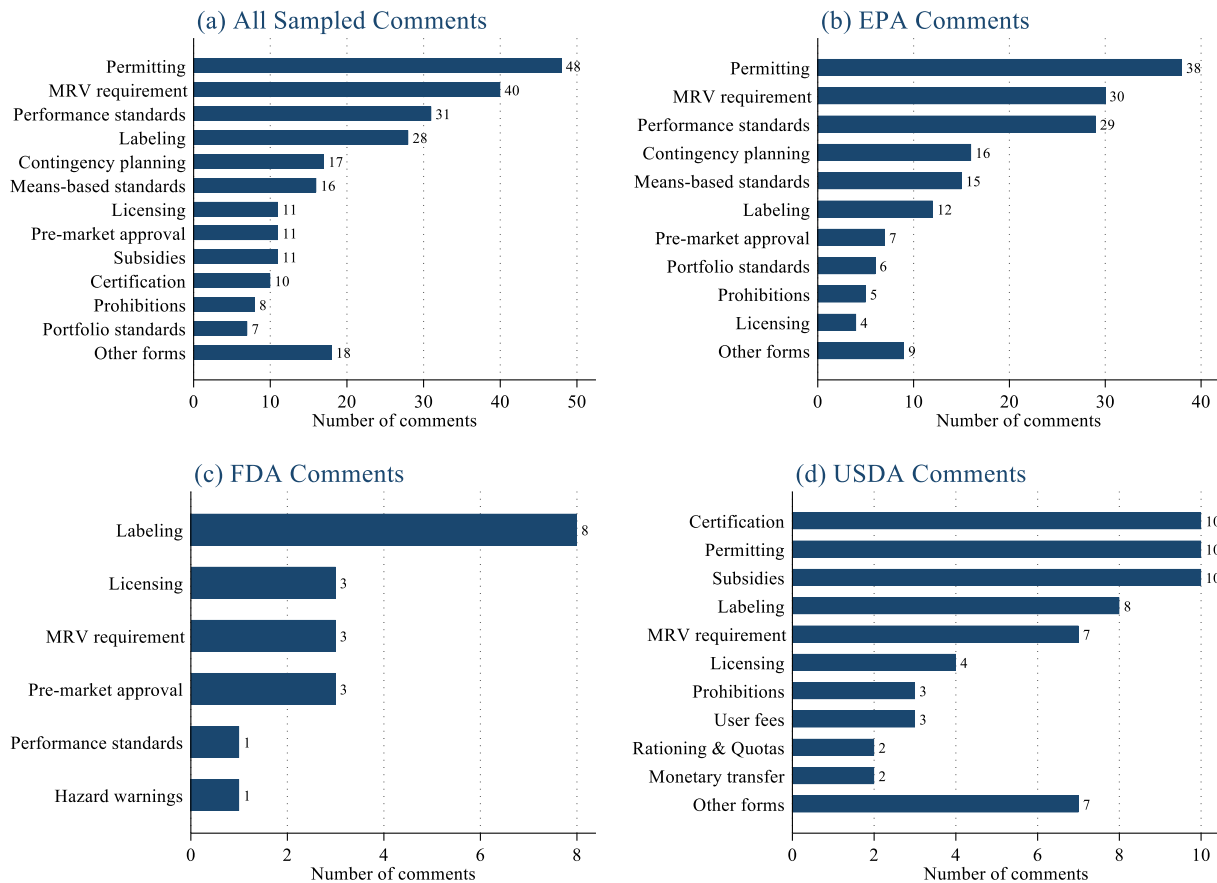 (a) All Sampled Comments
Permitting 48
MRV requirement 40
Performance standards 31
Labeling 28
Contingency planning 17
Means-based standards 16
Licensing 11
Pre-market approval 11
Subsidies 11
Certification 10
Prohibitions 8
Portfolio standards 7
Other forms 18
0 10 20 30 40 50
Number of comments
(b) EPA Comments
Permitting 38
MRV requirement 30
Performance standards 29
Contingency planning 16
Means-based standards 15
Labeling 12
Pre-market approval 7
Portfolio standards 6
Prohibitions 5
Licensing 4
Other forms 9
0 10 20 30 40
Number of comments
(c) FDA Comments
Labeling 8
Licensing 3
MRV requirement 3
Pre-market approval 3
Performance standards 1
Hazard warnings 1
0 2 4 6 8
Number of comments
(d) USDA Comments
Certification 10
Permitting 10
Subsidies 10
Labeling 8
MRV requirement 7
Licensing 4
Prohibitions 3
User fees 3
Rationing & Quotas 2
Monetary transfer 2
Other forms 7
0 2 4 6 8 10
Number of comments